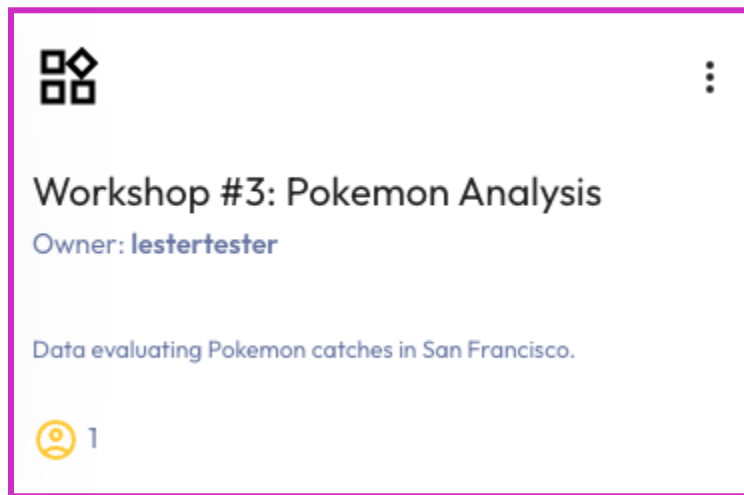 Workshop #3: Pokemon Analysis
Owner: lestertester
Data evaluating Pokemon catches in San Francisco.
1